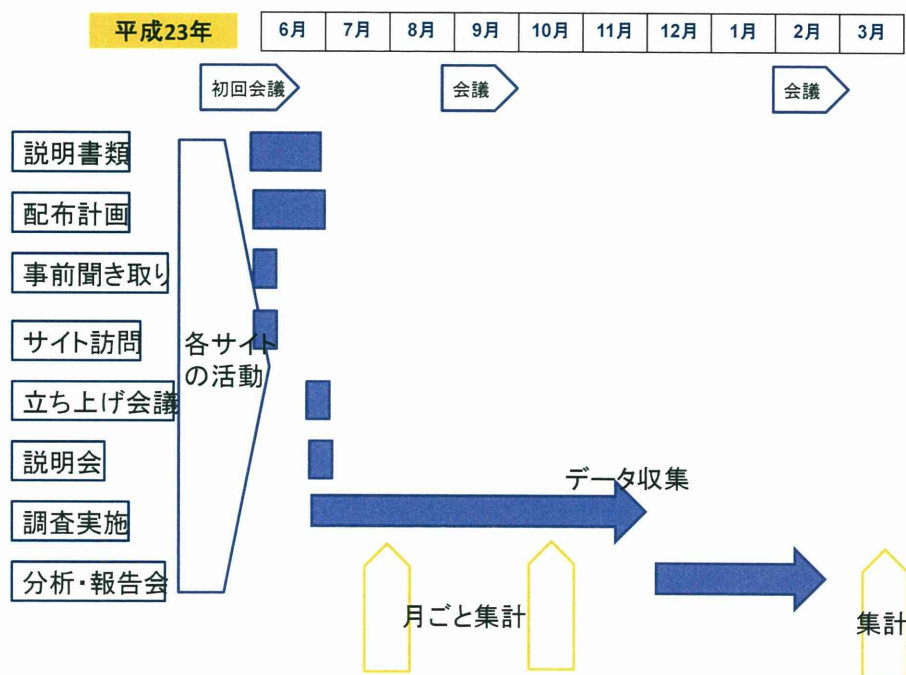 平成23年
6月 7月 8月 9月 10月 11月 12月 1月 2月 3月
初回会議
会議
会議
説明書類
配布計画
事前聞き取り
サイト訪問
各サイト
の活動
立ち上げ会議
説明会
データ収集
調査実施
分析・報告会
月ごと集計
集計